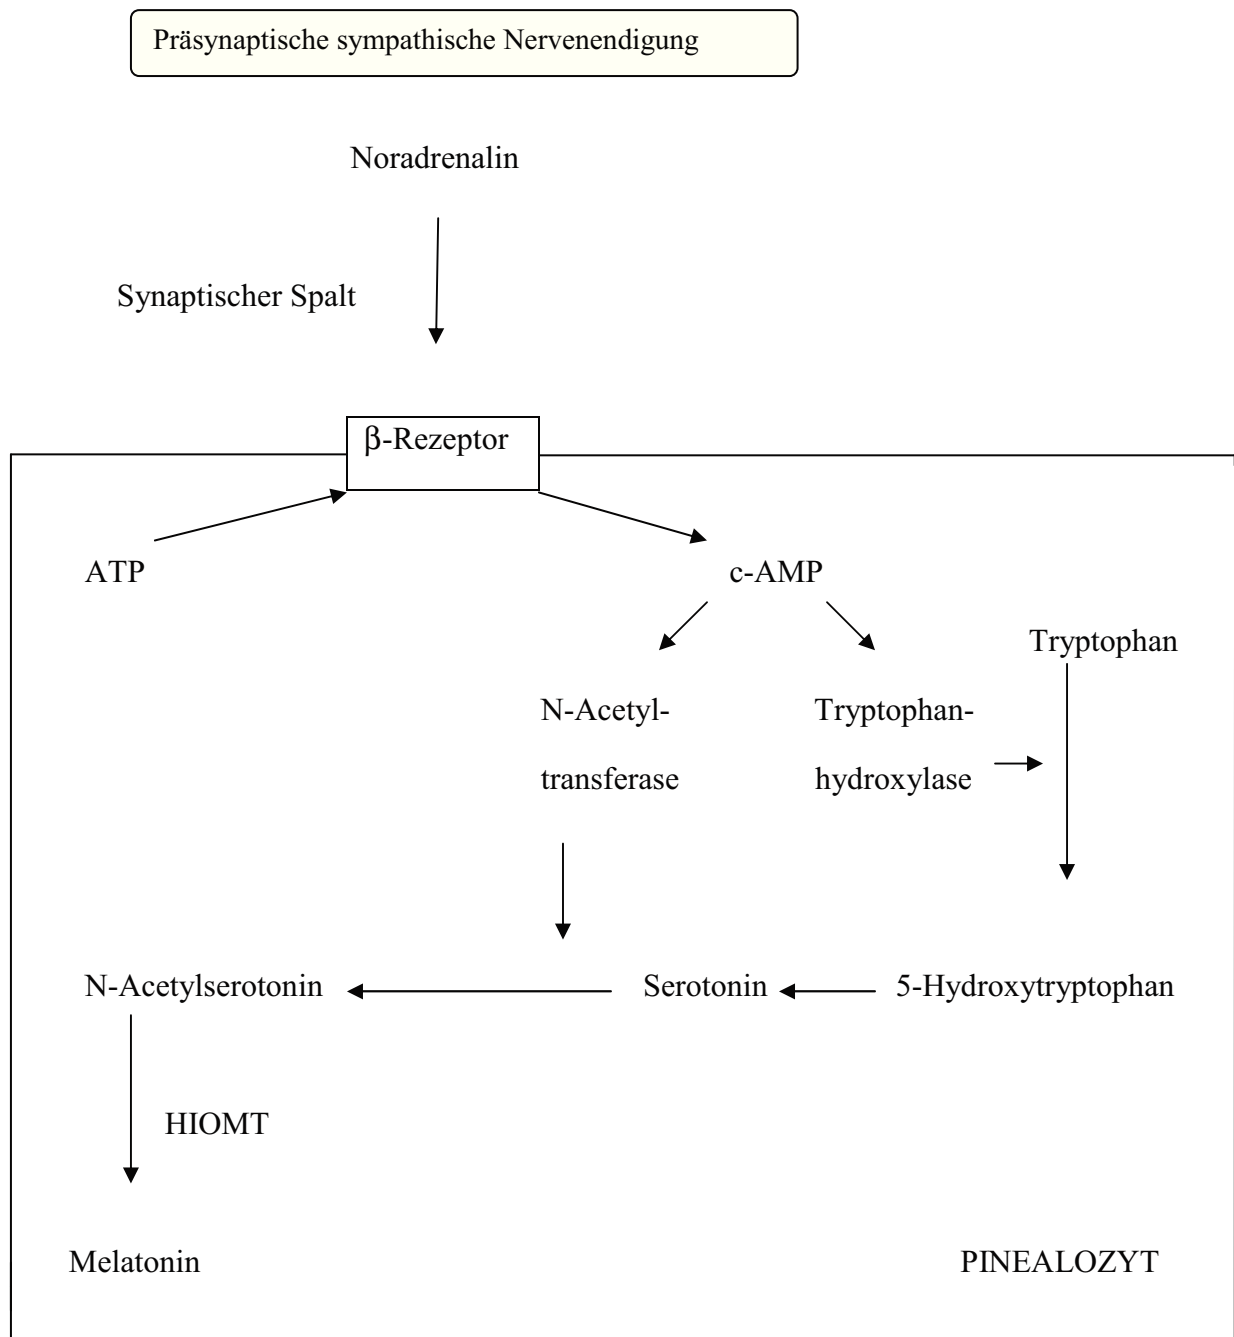 Präsynaptische sympathische Nervenendigung
Noradrenalin
Synaptischer Spalt
β-Rezeptor
ATP
c-AMP
Tryptophan
N-Acetyl-
transferase
Tryptophan-
hydroxylase
N-Acetylserotonin
Serotonin
5-Hydroxytryptophan
HIOMT
Melatonin
PINEALOZYT